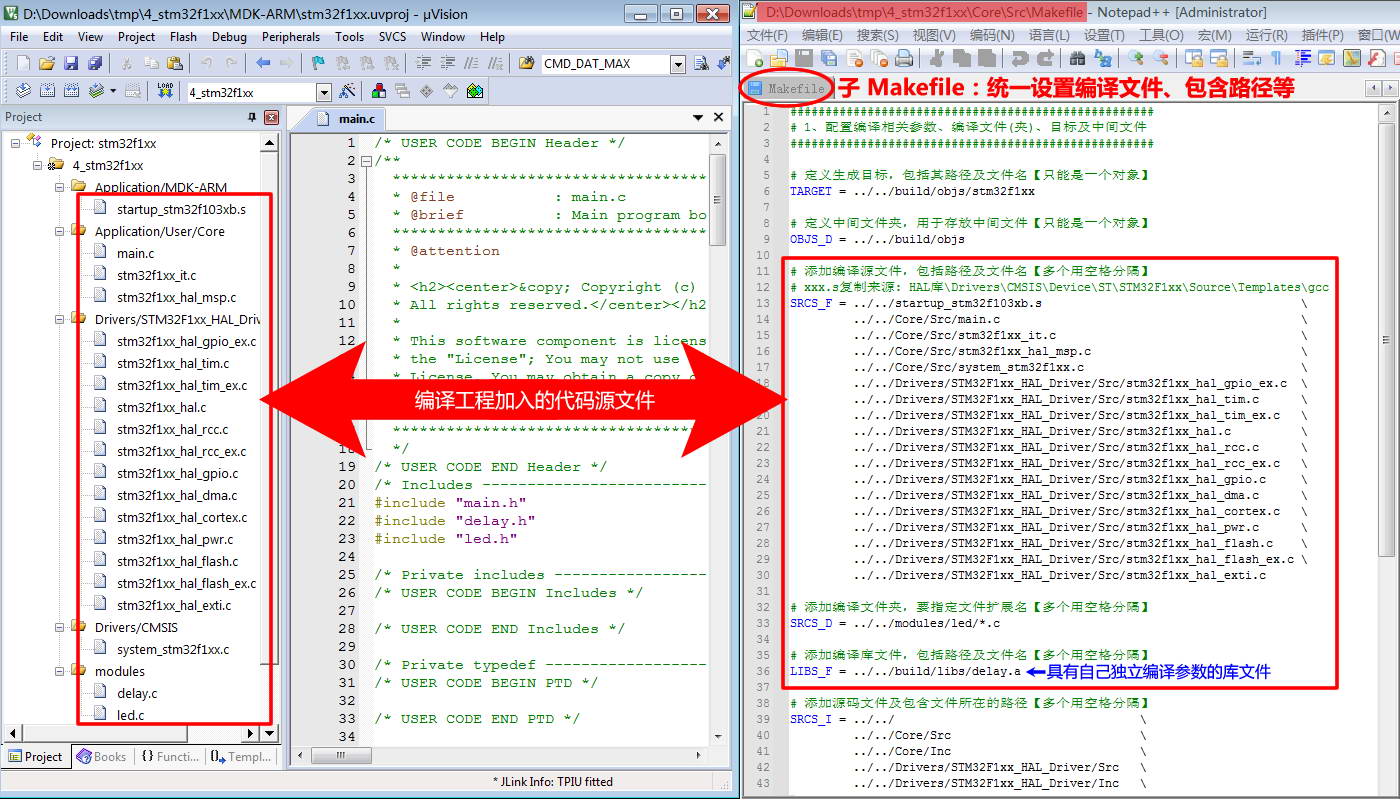 D:\Downloads\tmp\4_stm32f1xx\MDK-ARM\stm32f1xx.uvproj - µVision
File Edit View Project Flash Debug Peripherals Tools SVCS Window Help
CMD_DAT_MAX
LOAD
4_stm32f1xx
Project
Project: stm32f1xx
4_stm32f1xx
Application/MDK-ARM
startup_stm32f103xb.s
Application/User/Core
main.c
stm32f1xx_it.c
stm32f1xx_hal_msp.c
Drivers/STM32F1xx_HAL_Driv
stm32f1xx_hal_gpio_ex.c
stm32f1xx_hal_tim.c
stm32f1xx_hal_tim_ex.c
stm32f1xx_hal.c
stm32f1xx_hal_rcc.c
stm32f1xx_hal_rcc_ex.c
stm32f1xx_hal_gpio.c
stm32f1xx_hal_dma.c
stm32f1xx_hal_cortex.c
stm32f1xx_hal_pwr.c
stm32f1xx_hal_flash.c
stm32f1xx_hal_flash_ex.c
stm32f1xx_hal_exti.c
Drivers/CMSIS
system_stm32f1xx.c
modules
delay.c
led.c
Project Books {} Functi... Templ...
main.c
1 /* USER CODE BEGIN Header */
2 /**
3 ***********************************
4 * @file : main.c
5 * @brief : Main program bo
6 ***********************************
7 * @attention
8 *
9 * <h2><center>&copy; Copyright (c)
10 * All rights reserved.</center></h2
11 *
12 * This software component is licens
13 * the "License"; You may not use
* License. You may obtain a copy o
编译工程加入的代码源文件
***********************************
18 */
19 /* USER CODE END Header */
20 /* Includes -------------------------
21 #include "main.h"
22 #include "delay.h"
23 #include "led.h"
24
25 /* Private includes -----------------
26 /* USER CODE BEGIN Includes */
27
28 /* USER CODE END Includes */
29
30 /* Private typedef ------------------
31 /* USER CODE BEGIN PTD */
32
33 /* USER CODE END PTD */
34
* JLink Info: TPIU fitted
D:\Downloads\tmp\4_stm32f1xx\Core\Src\Makefile - Notepad++ [Administrator]
文件(F) 编辑(E) 搜索(S) 视图(V) 编码(N) 语言(L) 设置(T) 工具(O) 宏(M) 运行(R) 插件(P) 窗口(W
Makefile
子 Makefile：统一设置编译文件、包含路径等
1 ####################################################
2 # 1、配置编译相关参数、编译文件(夹)、目标及中间文件
3 ####################################################
4
5 # 定义生成目标，包括其路径及文件名【只能是一个对象】
6 TARGET = ../../build/objs/stm32f1xx
7
8 # 定义中间文件夹，用于存放中间文件【只能是一个对象】
9 OBJS_D = ../../build/objs
10
11 # 添加编译源文件，包括路径及文件名【多个用空格分隔】
12 # xxx.s复制来源：HAL库\Drivers\CMSIS\Device\ST\STM32F1xx\Source\Templates\gcc
13 SRCS_F = ../../startup_stm32f103xb.s \
14 ../../Core/Src/main.c \
15 ../../Core/Src/stm32f1xx_it.c \
16 ../../Core/Src/stm32f1xx_hal_msp.c \
17 ../../Core/Src/system_stm32f1xx.c \
18 ../../Drivers/STM32F1xx_HAL_Driver/Src/stm32f1xx_hal_gpio_ex.c \
../../Drivers/STM32F1xx_HAL_Driver/Src/stm32f1xx_hal_tim.c \
20 ../../Drivers/STM32F1xx_HAL_Driver/Src/stm32f1xx_hal_tim_ex.c \
21 ../../Drivers/STM32F1xx_HAL_Driver/Src/stm32f1xx_hal.c \
22 ../../Drivers/STM32F1xx_HAL_Driver/Src/stm32f1xx_hal_rcc.c \
23 ../../Drivers/STM32F1xx_HAL_Driver/Src/stm32f1xx_hal_rcc_ex.c \
24 ../../Drivers/STM32F1xx_HAL_Driver/Src/stm32f1xx_hal_gpio.c \
25 ../../Drivers/STM32F1xx_HAL_Driver/Src/stm32f1xx_hal_dma.c \
26 ../../Drivers/STM32F1xx_HAL_Driver/Src/stm32f1xx_hal_cortex.c \
27 ../../Drivers/STM32F1xx_HAL_Driver/Src/stm32f1xx_hal_pwr.c \
28 ../../Drivers/STM32F1xx_HAL_Driver/Src/stm32f1xx_hal_flash.c \
29 ../../Drivers/STM32F1xx_HAL_Driver/Src/stm32f1xx_hal_flash_ex.c \
30 ../../Drivers/STM32F1xx_HAL_Driver/Src/stm32f1xx_hal_exti.c
31
32 # 添加编译文件夹，要指定文件扩展名【多个用空格分隔】
33 SRCS_D = ../../modules/led/*.c
34
35 # 添加编译库文件，包括路径及文件名【多个用空格分隔】
36 LIBS_F = ../../build/libs/delay.a ←具有自己独立编译参数的库文件
37
38 # 添加源码文件及包含文件所在的路径【多个用空格分隔】
39 SRCS_I = ../../ \
40 ../../Core/Src \
41 ../../Core/Inc \
42 ../../Drivers/STM32F1xx_HAL_Driver/Src \
43 ../../Drivers/STM32F1xx_HAL_Driver/Inc \